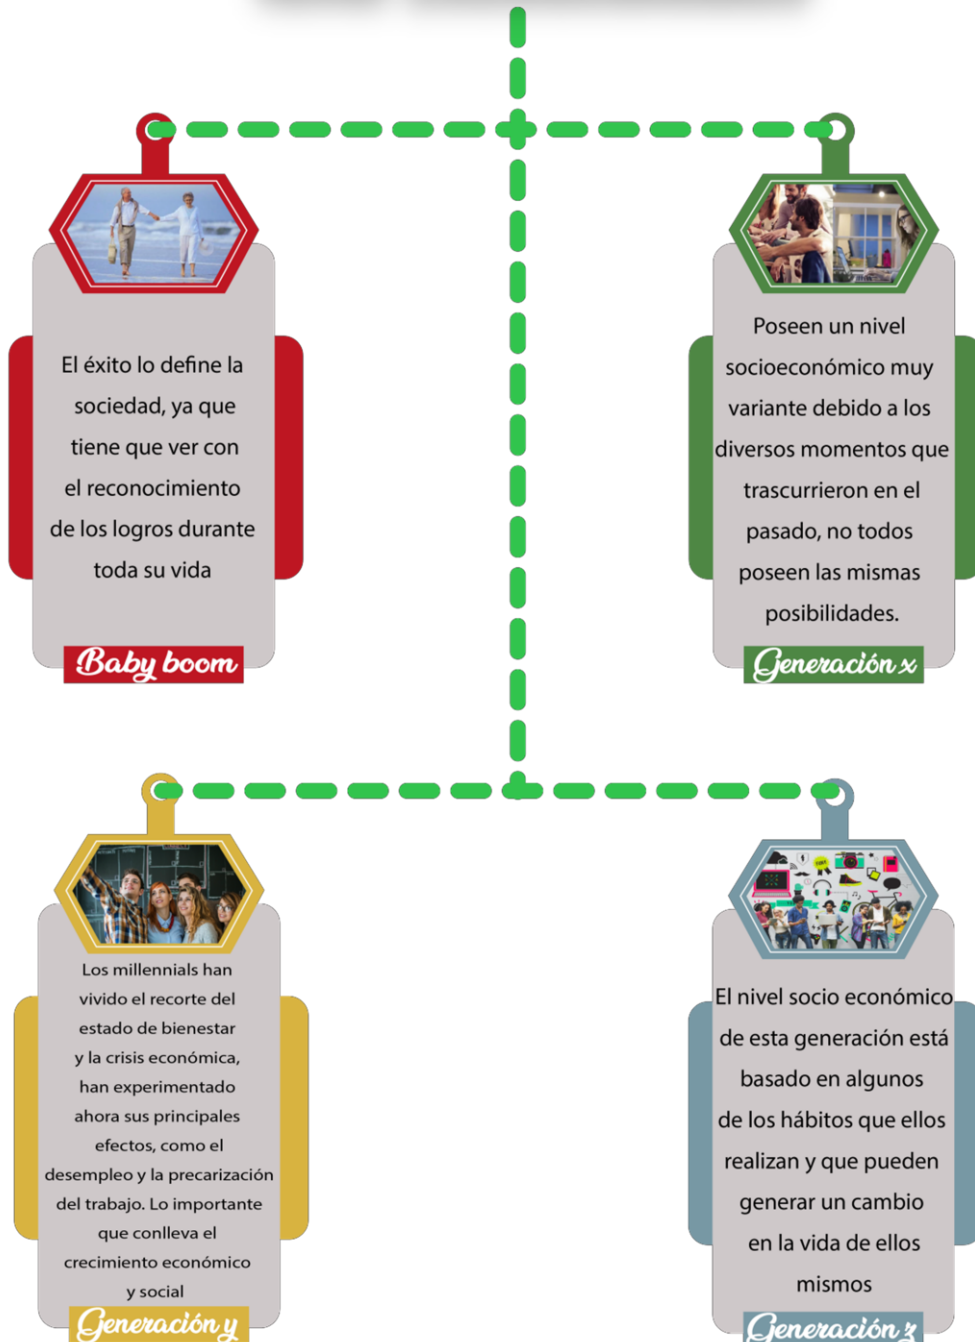 El éxito lo define la
sociedad, ya que
tiene que ver con
el reconocimiento
de los logros durante
toda su vida
Baby boom
Poseen un nivel
socioeconómico muy
variante debido a los
diversos momentos que
trascurrieron en el
pasado, no todos
poseen las mismas
posibilidades.
Generación x
Los millennials han
vivido el recorte del
estado de bienestar
y la crisis económica,
han experimentado
ahora sus principales
efectos, como el
desempleo y la precarización
del trabajo. Lo importante
que conlleva el
crecimiento económico
y social
Generación y
El nivel socio económico
de esta generación está
basado en algunos
de los hábitos que ellos
realizan y que pueden
generar un cambio
en la vida de ellos
mismos
Generación z